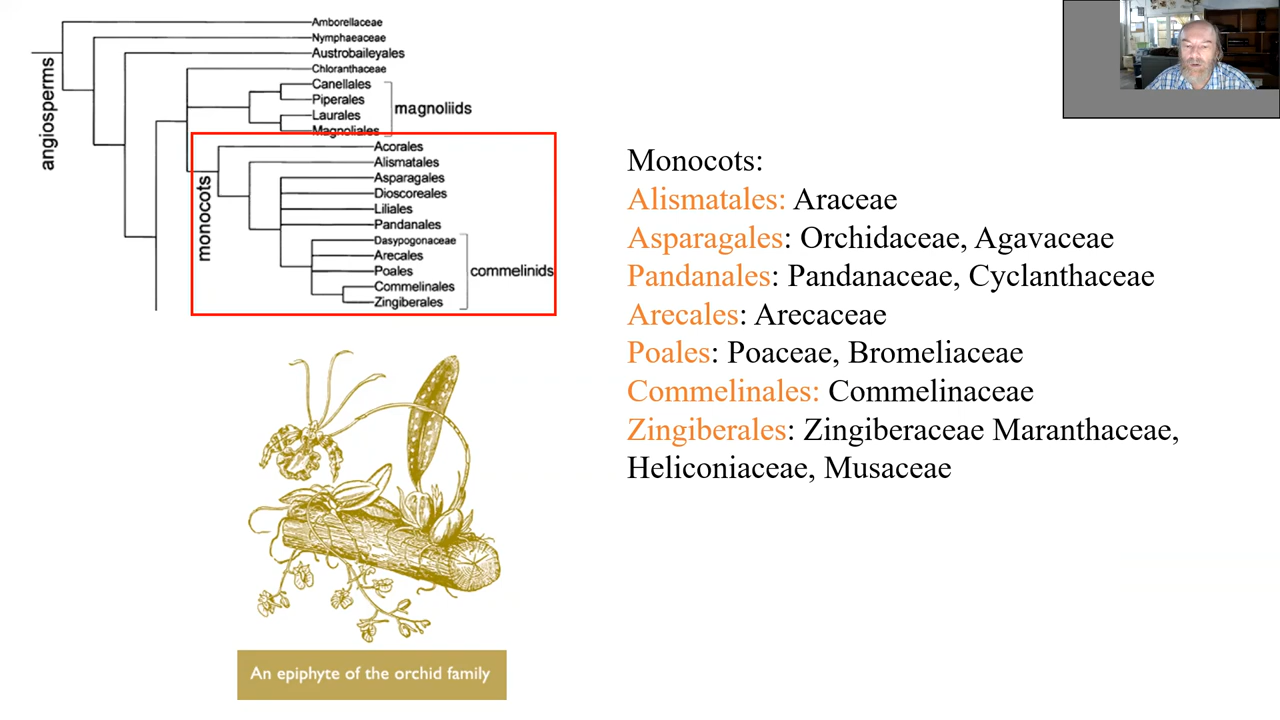 angiosperms
Amborellaceae
Nymphaeaceae
Austrobaileyales
Chloranthaceae
Canellales
Piperales
Laurales
Magnoliales
magnoliids
monocots
Acorales
Alismatales
Asparagales
Dioscoreales
Liliales
Pandanales
Dasypogonaceae
Arecales
Poales
Commelinales
Zingiberales
commelinids
Monocots:
Alismatales: Araceae
Asparagales: Orchidaceae, Agavaceae
Pandanales: Pandanaceae, Cyclanthaceae
Arecales: Arecaceae
Poales: Poaceae, Bromeliaceae
Commelinales: Commelinaceae
Zingiberales: Zingiberaceae Maranthaceae,
Heliconiaceae, Musaceae
An epiphyte of the orchid family